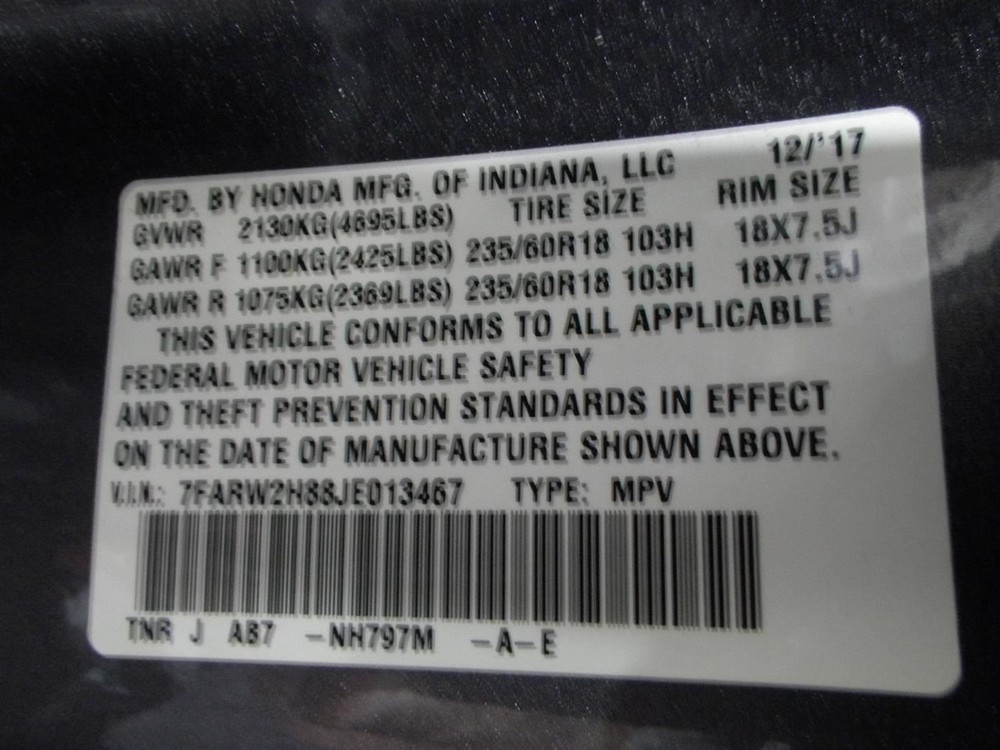 MFD. BY HONDA MFG. OF INDIANA, LLC 12/'17
GVWR 2130KG(4695LBS) TIRE SIZE RIM SIZE
GAWR F 1100KG(2425LBS) 235/60R18 103H 18X7.5J
GAWR R 1075KG(2369LBS) 235/60R18 103H 18X7.5J
THIS VEHICLE CONFORMS TO ALL APPLICABLE
FEDERAL MOTOR VEHICLE SAFETY
AND THEFT PREVENTION STANDARDS IN EFFECT
ON THE DATE OF MANUFACTURE SHOWN ABOVE.
V.I.N.: 7FARW2H88JE013467 TYPE: MPV
TNR J AB7 -NH797M -A-E